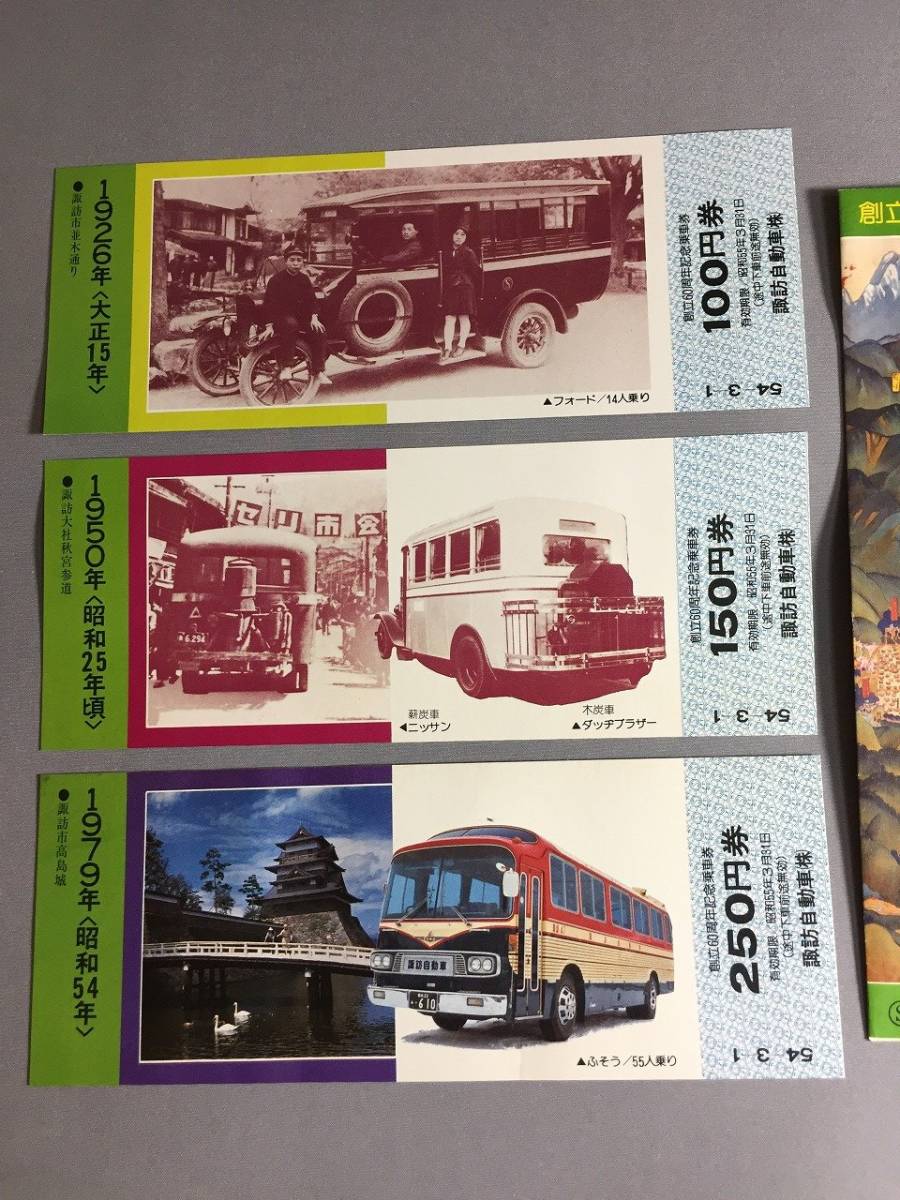 1926年〈大正15年〉
●諏訪市並木通り
▲フォード/14人乗り
創立60周年記念乗車券
100円券
有効期限/昭和55年3月31日
(途中下車前途無効)
諏訪自動車(株)
54 3 1
1950年〈昭和25年頃〉
●諏訪大社秋宮参道
セリ市会
6.294
薪炭車
◀ニッサン
木炭車
▲ダッヂブラザー
創立60周年記念乗車券
150円券
有効期限/昭和55年3月31日
(途中下車前途無効)
諏訪自動車(株)
54 3 1
1979年〈昭和54年〉
●諏訪市高島城
諏訪自動車
・610
▲ふそう/55人乗り
創立60周年記念乗車券
250円券
有効期限/昭和55年3月31日
(途中下車前途無効)
諏訪自動車(株)
54 3 1
創立